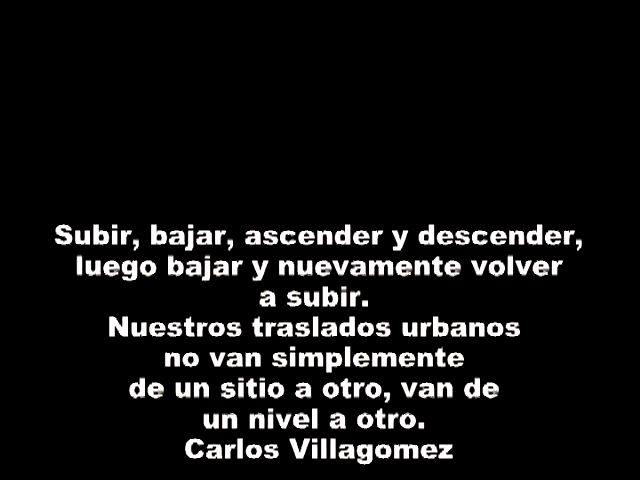 Subir, bajar, ascender y descender,
luego bajar y nuevamente volver
a subir.
Nuestros traslados urbanos
no van simplemente
de un sitio a otro, van de
un nivel a otro.
Carlos Villagomez